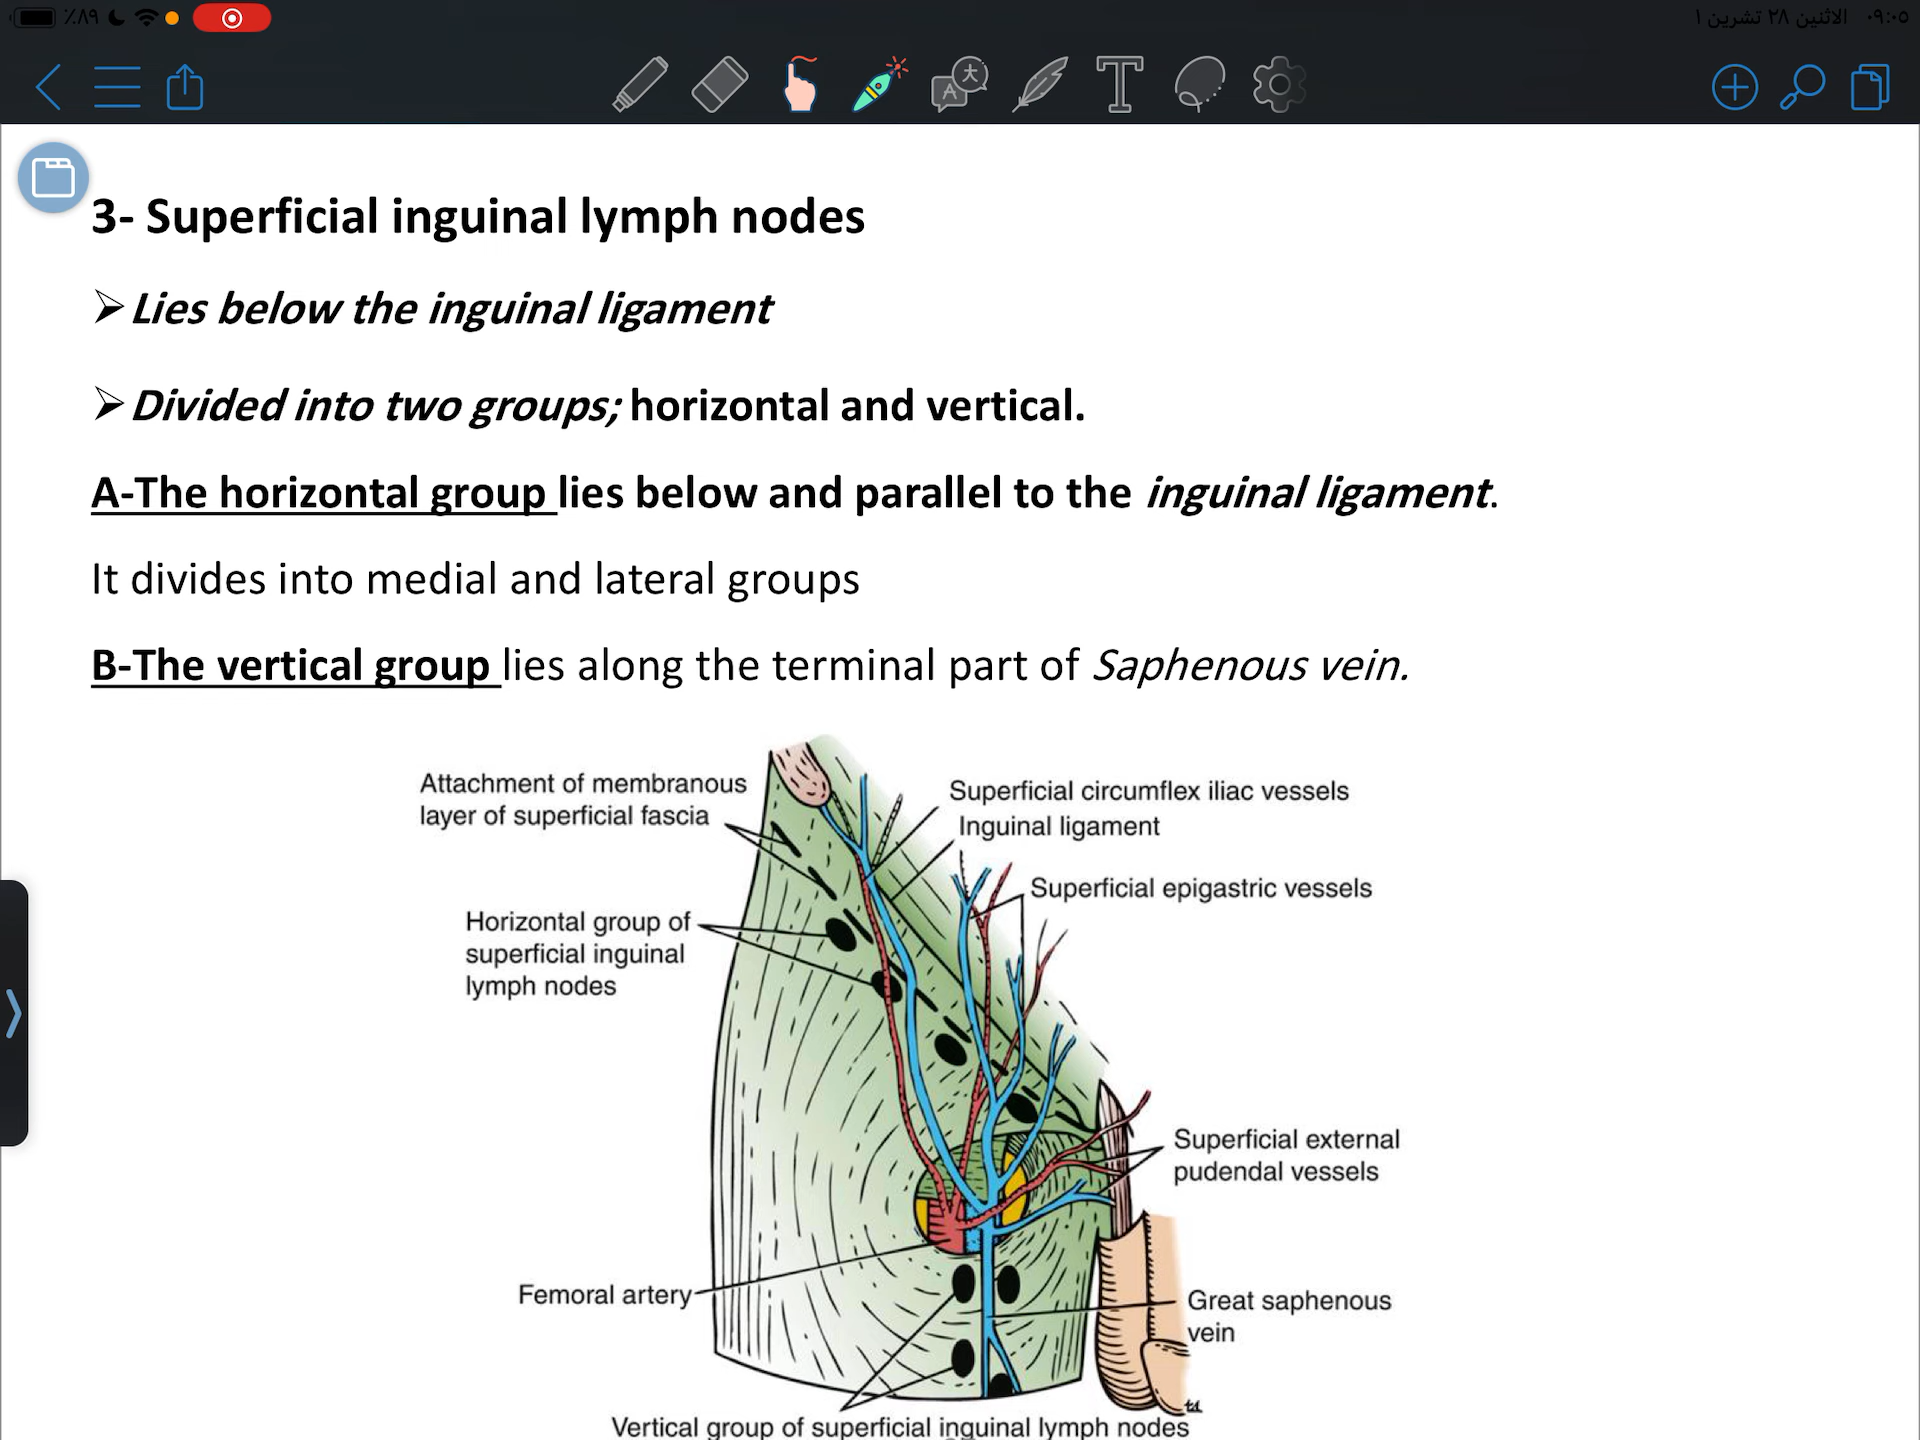 ٪٨٩
٠٩:٠٥ الاثنين ٢٨ تشرين ١
3- Superficial inguinal lymph nodes
➢ Lies below the inguinal ligament
➢ Divided into two groups; horizontal and vertical.
A-The horizontal group lies below and parallel to the inguinal ligament.
It divides into medial and lateral groups
B-The vertical group lies along the terminal part of Saphenous vein.
Attachment of membranous
layer of superficial fascia
Superficial circumflex iliac vessels
Inguinal ligament
Superficial epigastric vessels
Horizontal group of
superficial inguinal
lymph nodes
Superficial external
pudendal vessels
Femoral artery
Great saphenous
vein
Vertical group of superficial inguinal lymph nodes